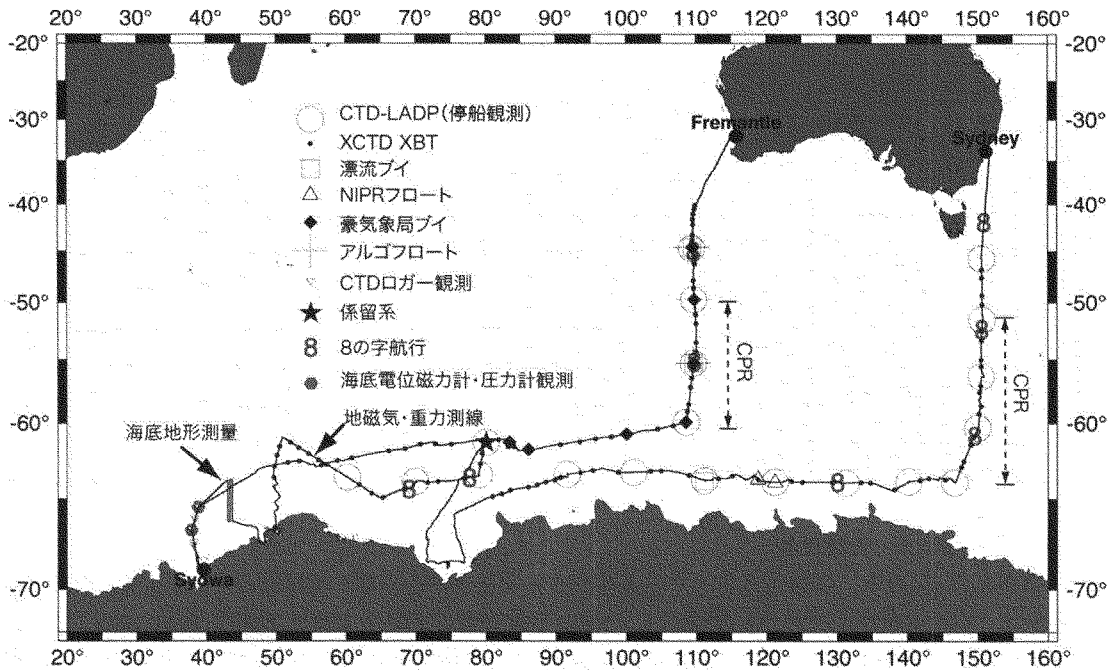 20° 30° 40° 50° 60° 70° 80° 90° 100° 110° 120° 130° 140° 150° 160°
-20° -20°
-30° -30°
-40° -40°
-50° -50°
-60° -60°
-70° -70°
CTD-LADP(停船観測)
XCTD XBT
漂流ブイ
NIPRフロート
豪気象局ブイ
アルゴフロート
CTDロガー観測
係留系
8の字航行
海底電位磁力計・圧力計観測
地磁気・重力測線
海底地形測量
Fremantle
Sydney
CPR
CPR
Syowa
20° 30° 40° 50° 60° 70° 80° 90° 100° 110° 120° 130° 140° 150° 160°